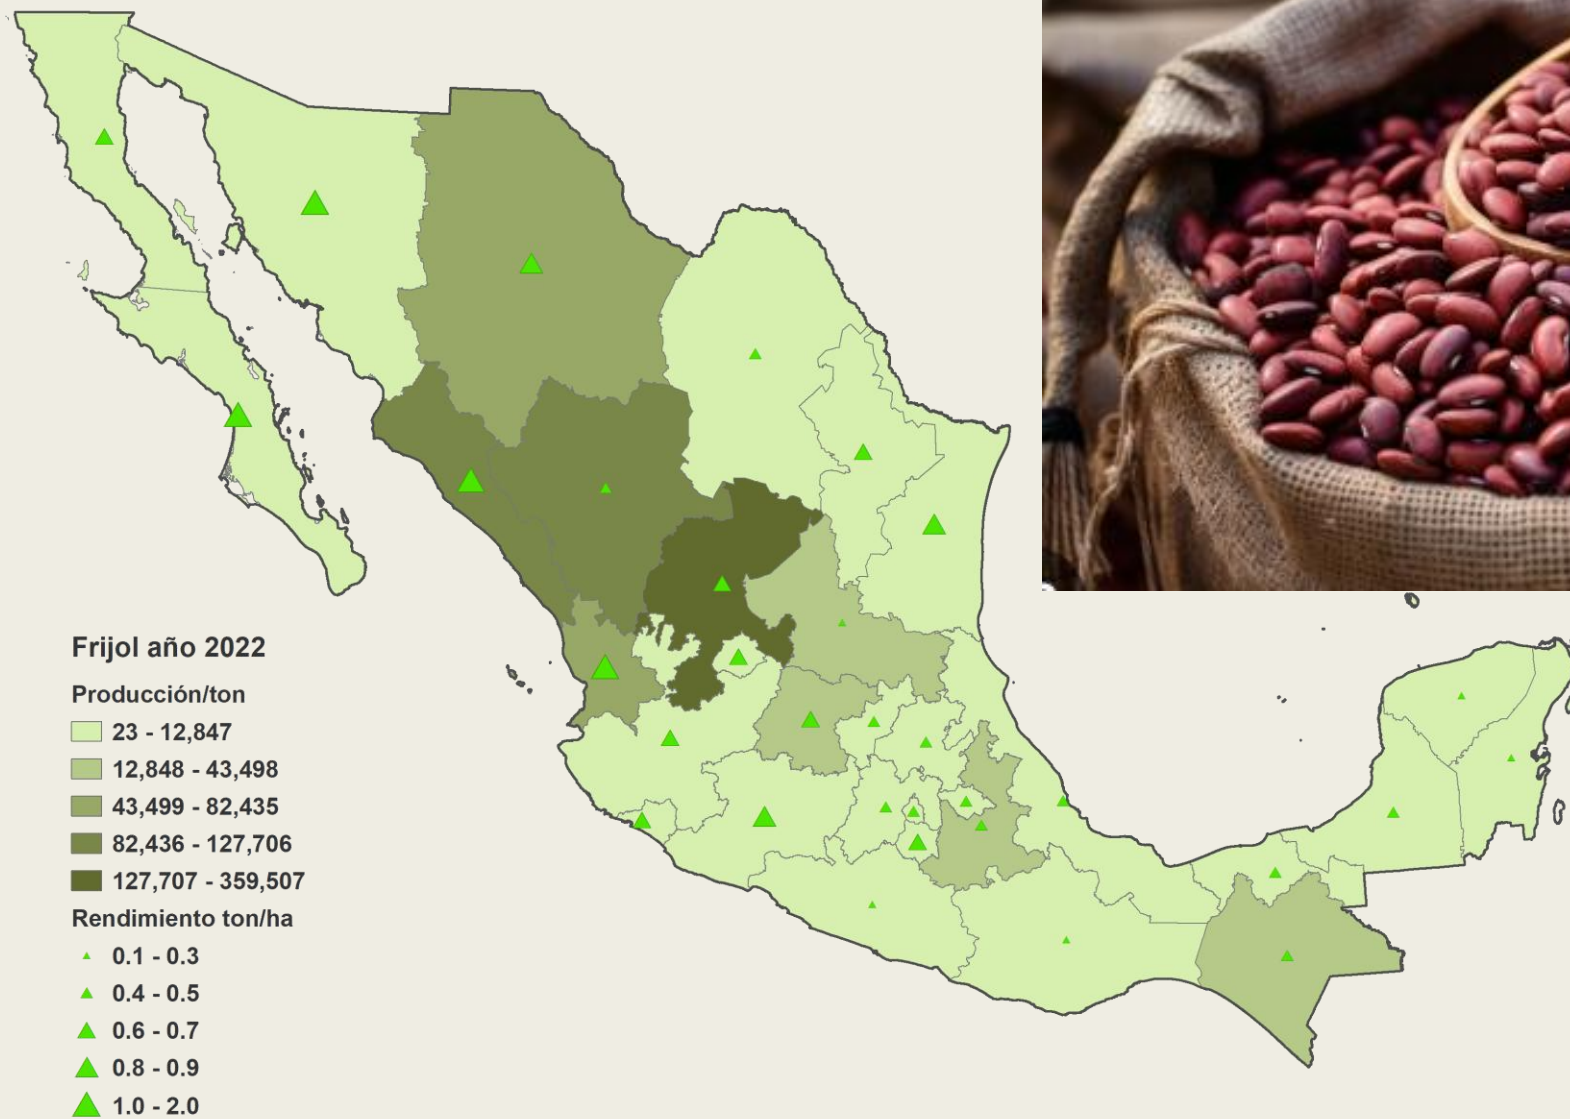 Frijol año 2022
Producción/ton
23 - 12,847
12,848 - 43,498
43,499 - 82,435
82,436 - 127,706
127,707 - 359,507
Rendimiento ton/ha
0.1 - 0.3
0.4 - 0.5
0.6 - 0.7
0.8 - 0.9
1.0 - 2.0